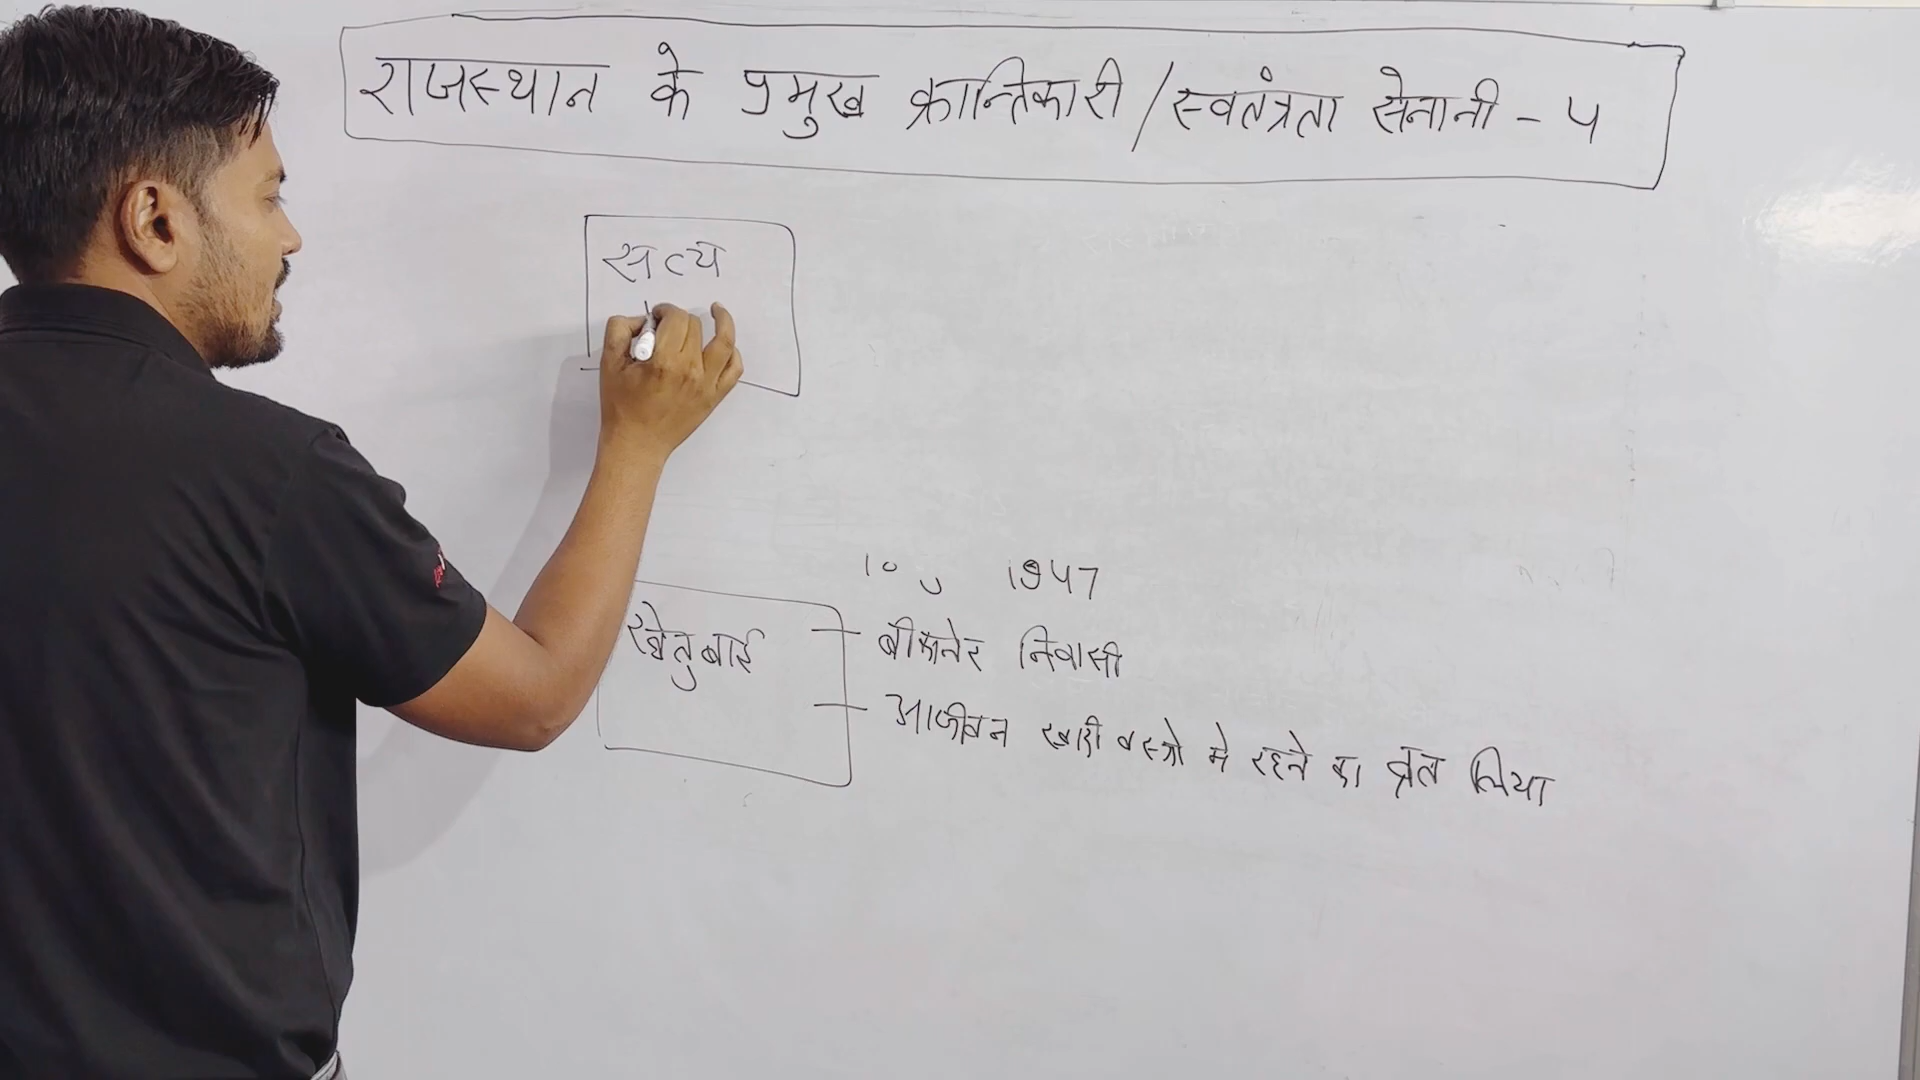 राजस्थान के प्रमुख क्रान्तिकारी / स्वतंत्रता सेनानी - 5
सत्य
1947
खेतुबाई
बीकानेर निवासी
आजीवन खादी वस्त्रो मे रहने का व्रत लिया